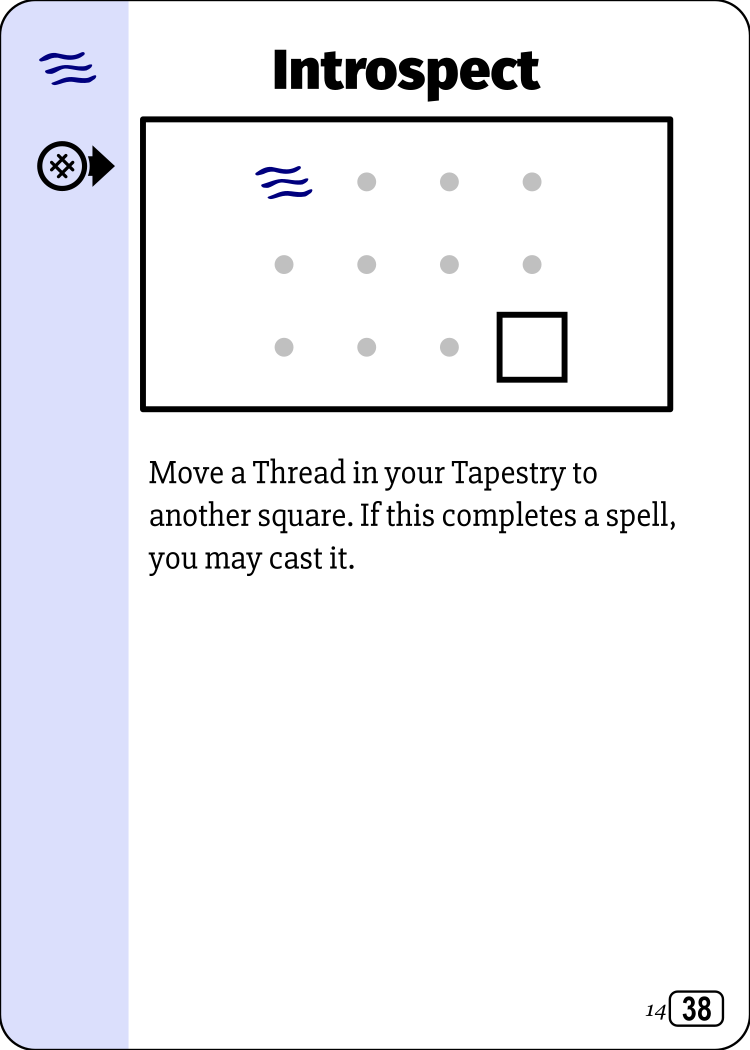 Introspect
Move a Thread in your Tapestry to
another square. If this completes a spell,
you may cast it.
14 38